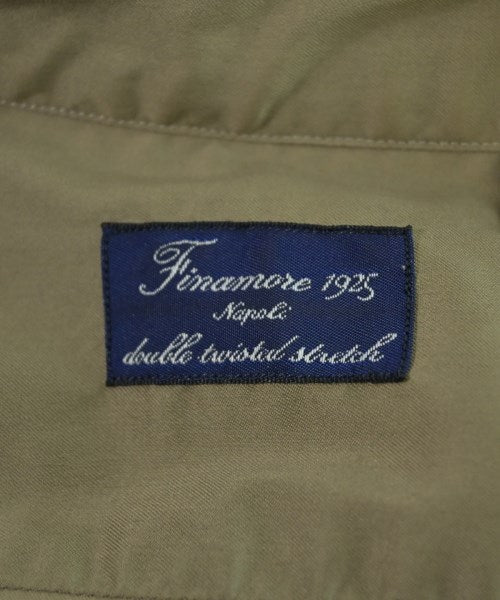 Finamore 1925
Napoli
double twisted stretch